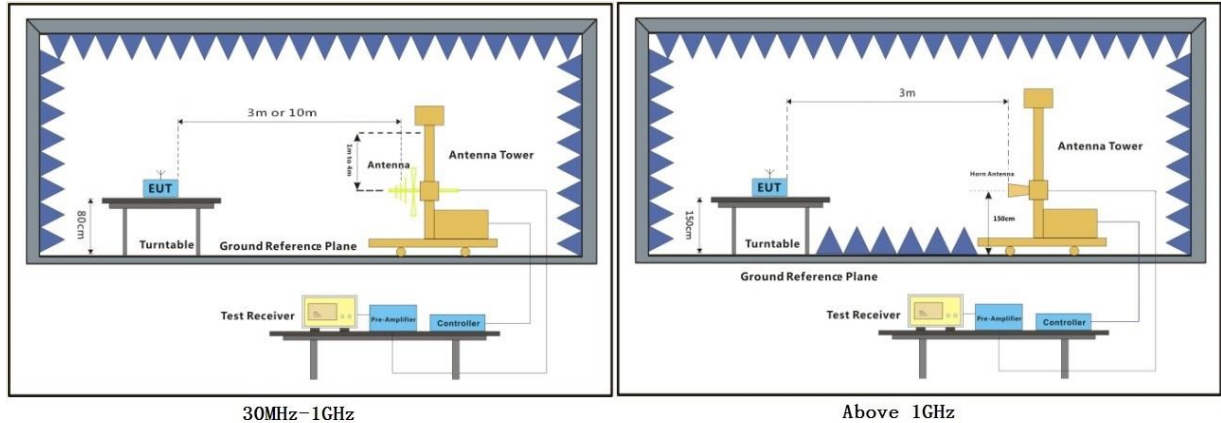 3m or 10m
1m to 4m
Antenna
Antenna Tower
EUT
80cm
Turntable
Ground Reference Plane
Test Receiver
Pre-Amplifier
Controller
30MHz-1GHz
3m
Antenna Tower
Horn Antenna
EUT
150cm
150cm
Turntable
Ground Reference Plane
Test Receiver
Pre-Amplifier
Controller
Above 1GHz